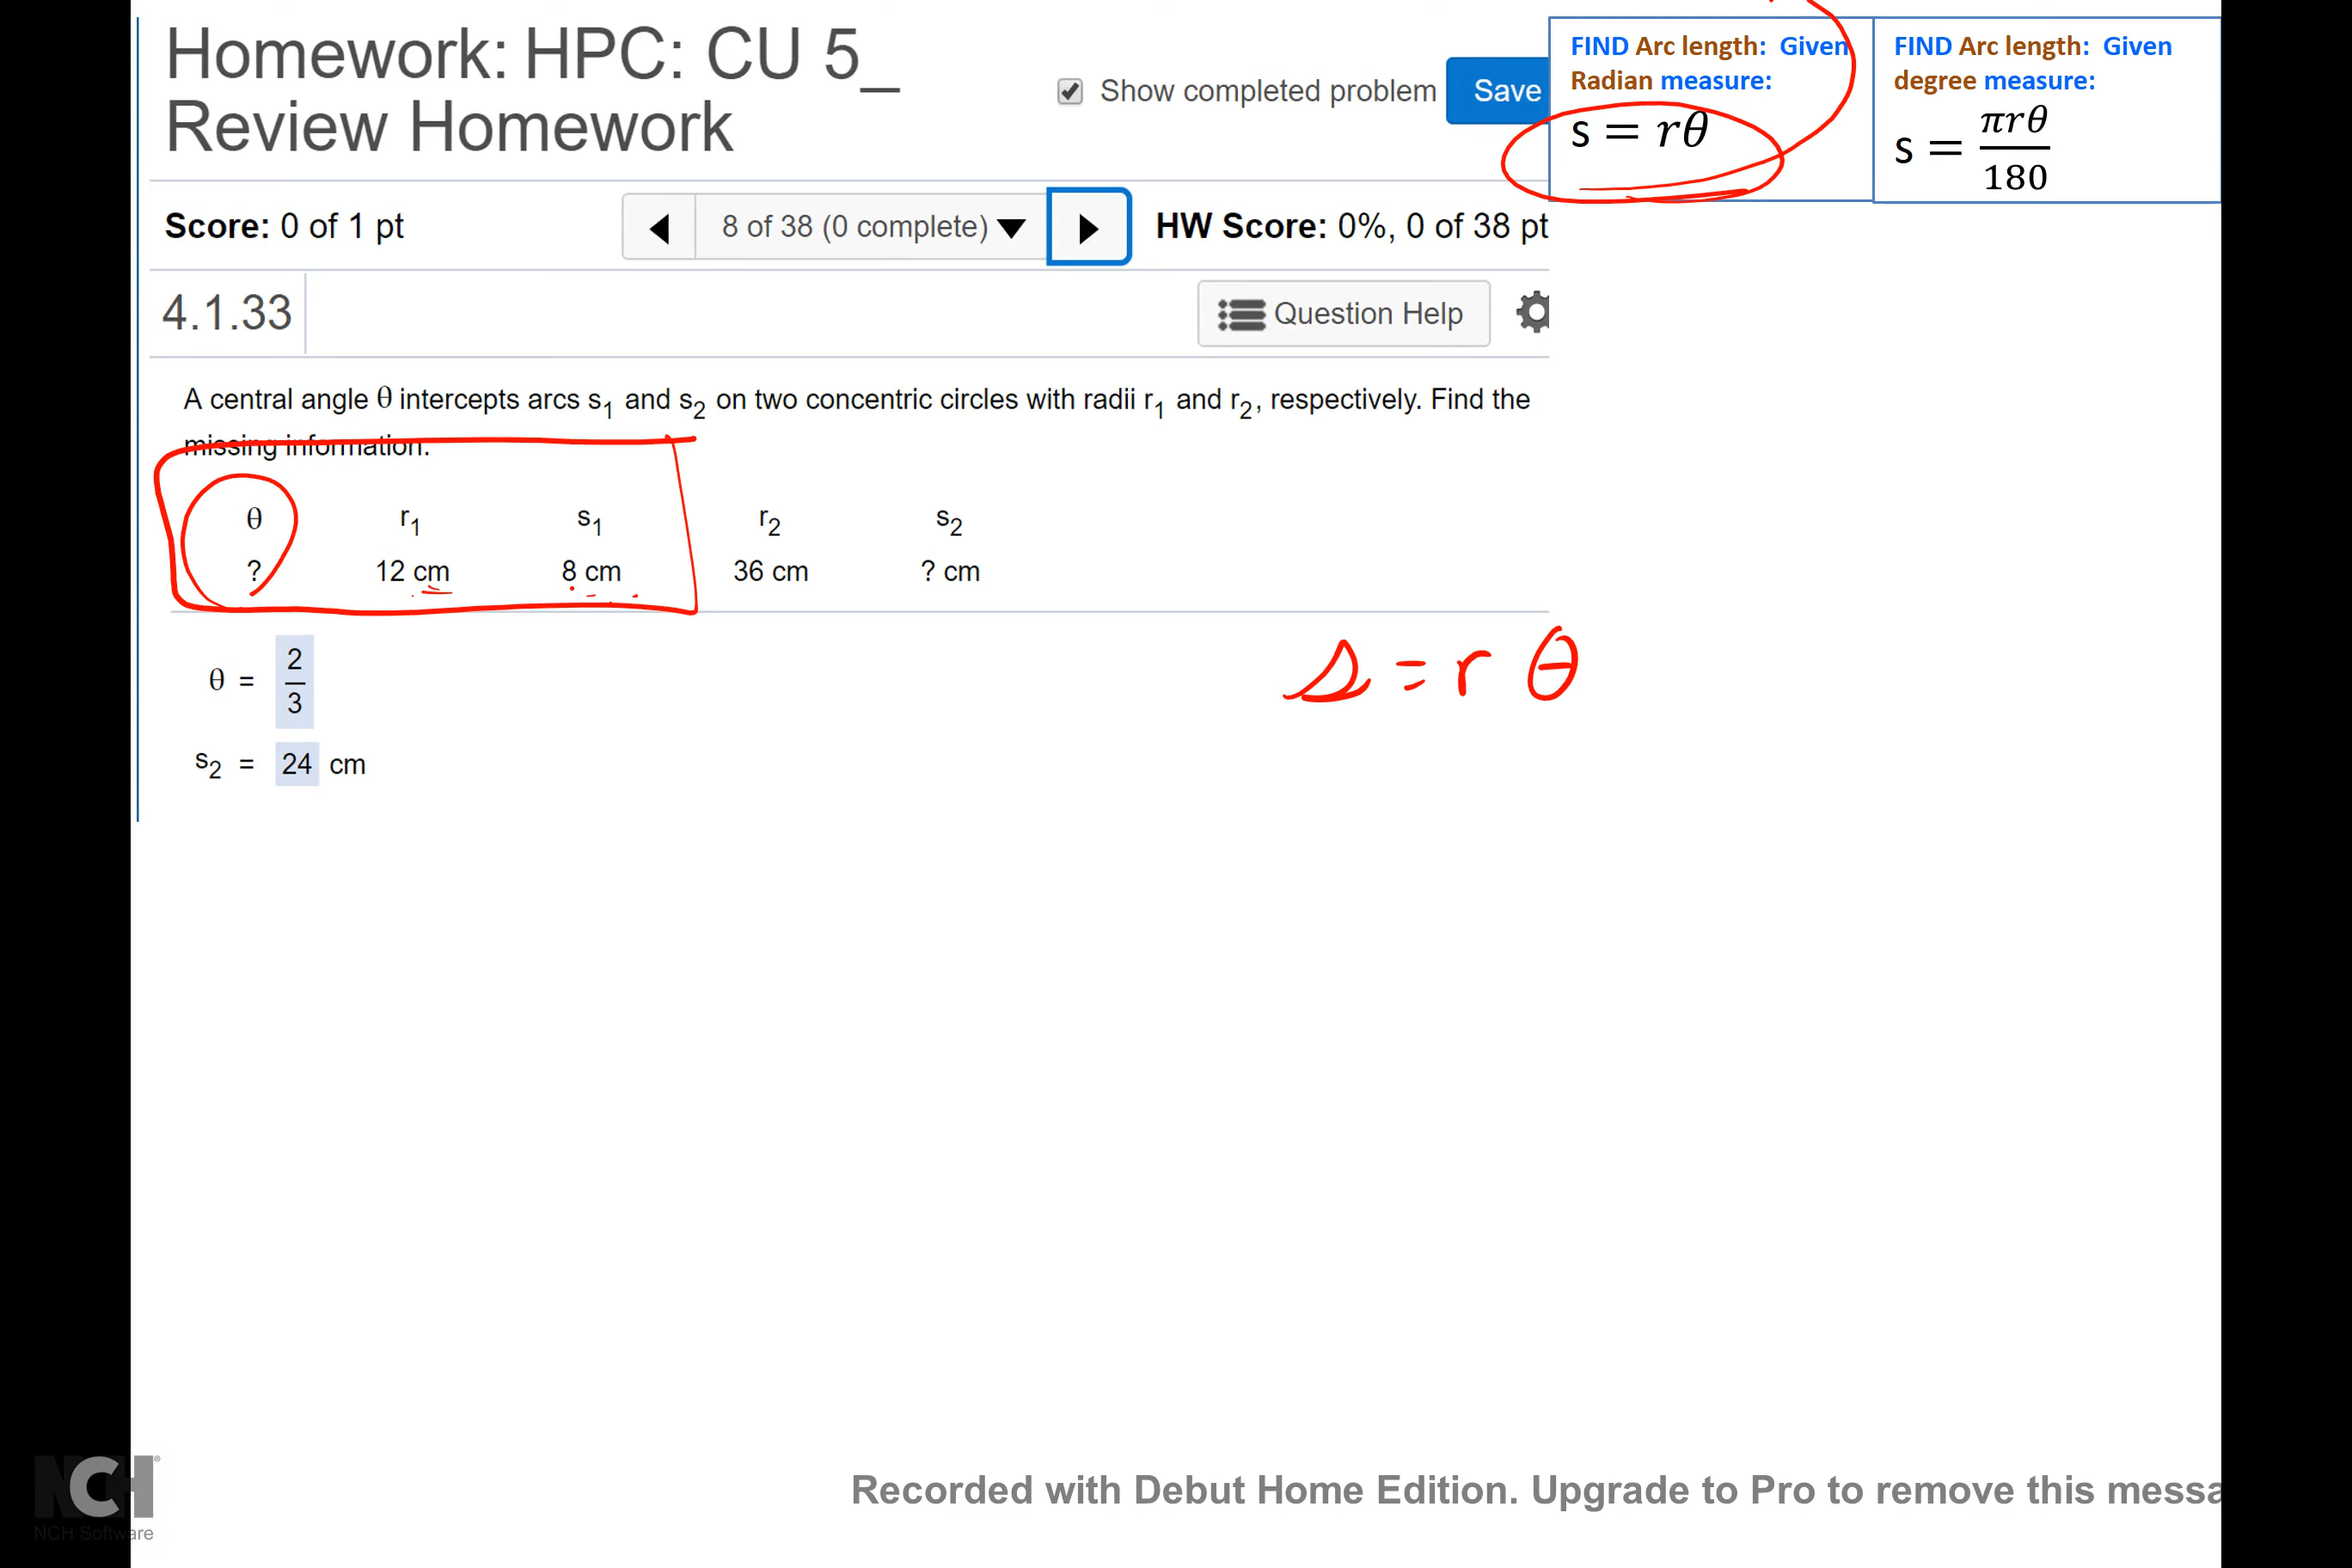 Homework: HPC: CU 5_
Review Homework
Show completed problem
Save
FIND Arc length: Given
Radian measure:
s = rθ
FIND Arc length: Given
degree measure:
s = πrθ/180
Score: 0 of 1 pt
8 of 38 (0 complete)
HW Score: 0%, 0 of 38 pt
4.1.33
Question Help
A central angle θ intercepts arcs s₁ and s₂ on two concentric circles with radii r₁ and r₂, respectively. Find the
missing information.
θ r₁ s₁ r₂ s₂
? 12 cm 8 cm 36 cm ? cm
s = r θ
θ = 2/3
s₂ = 24 cm
NCH®
NCH Software
Recorded with Debut Home Edition. Upgrade to Pro to remove this messa